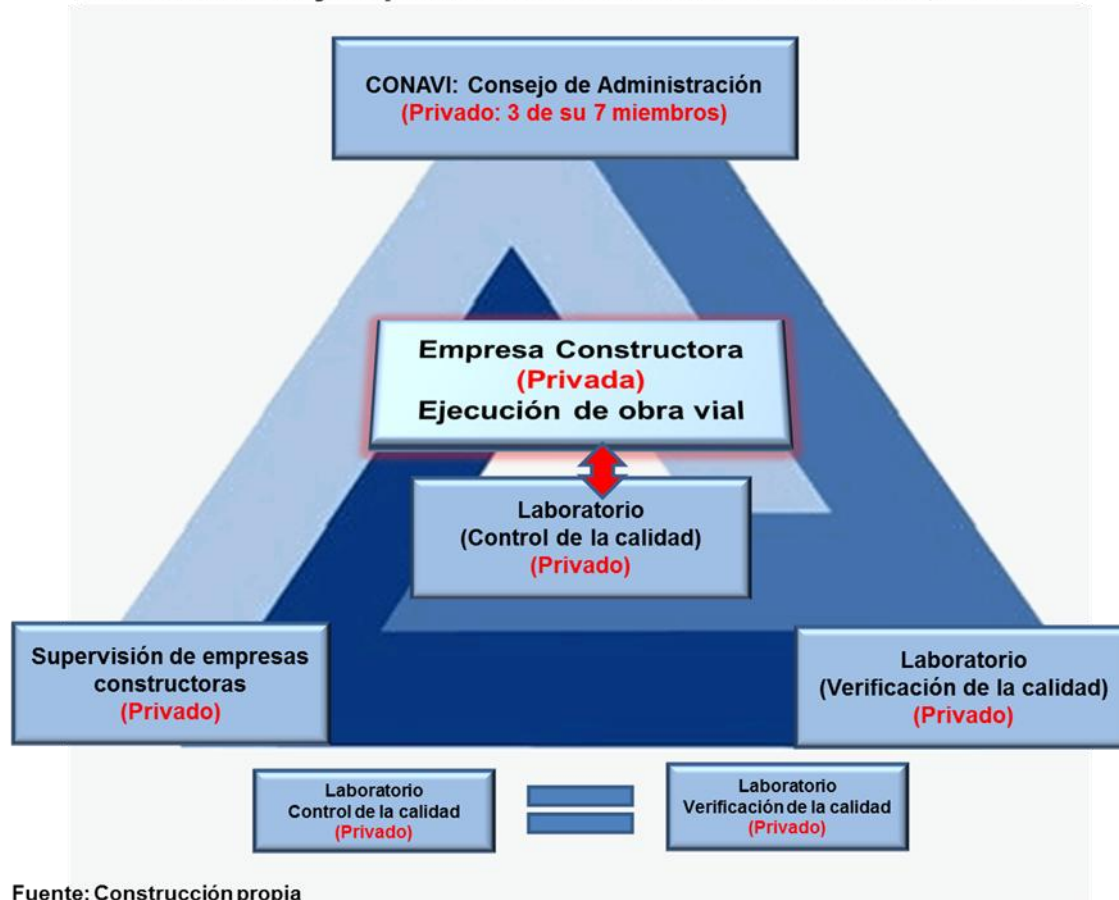 CONAVI: Consejo de Administración
(Privado: 3 de su 7 miembros)
Empresa Constructora
(Privada)
Ejecución de obra vial
Laboratorio
(Control de la calidad)
(Privado)
Supervisión de empresas
constructoras
(Privado)
Laboratorio
(Verificación de la calidad)
(Privado)
Laboratorio
Control de la calidad
(Privado)
Laboratorio
Verificación de la calidad
(Privado)
Fuente: Construcción propia